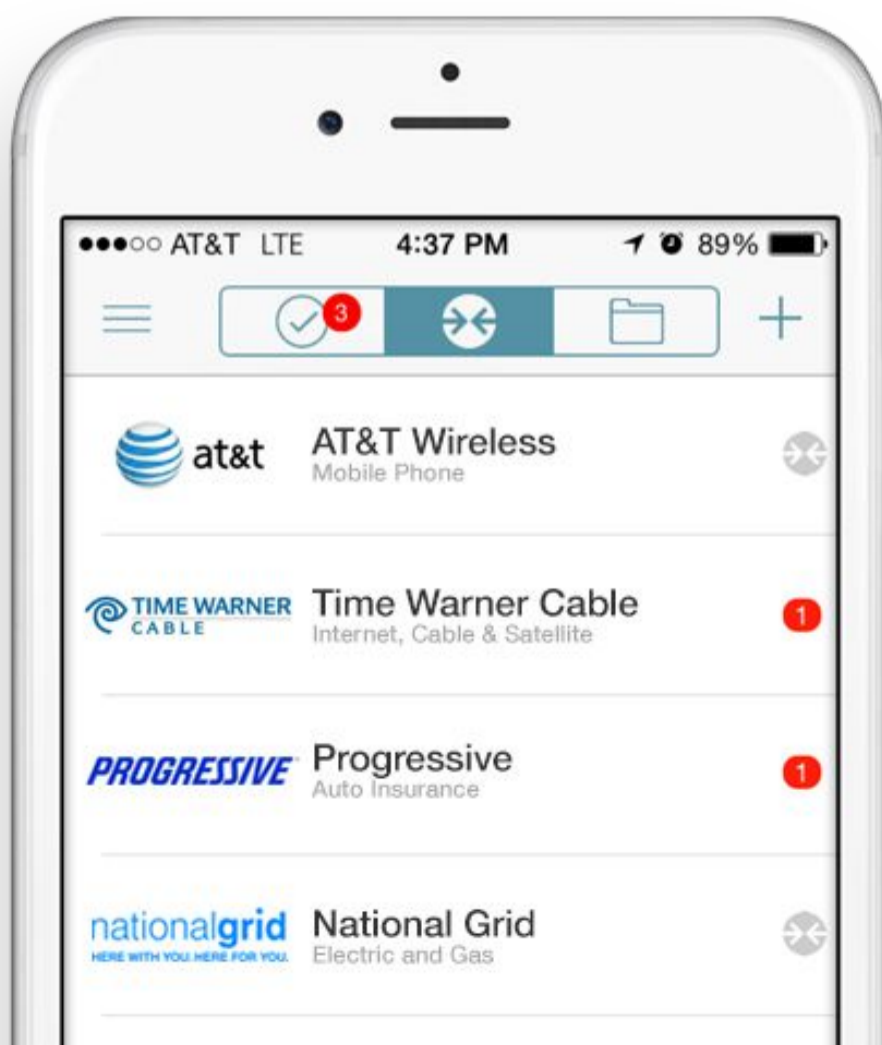 AT&T LTE 4:37 PM 89%
3
at&t AT&T Wireless
Mobile Phone
TIME WARNER CABLE Time Warner Cable
Internet, Cable & Satellite
1
PROGRESSIVE Progressive
Auto Insurance
1
nationalgrid National Grid
HERE WITH YOU. HERE FOR YOU. Electric and Gas